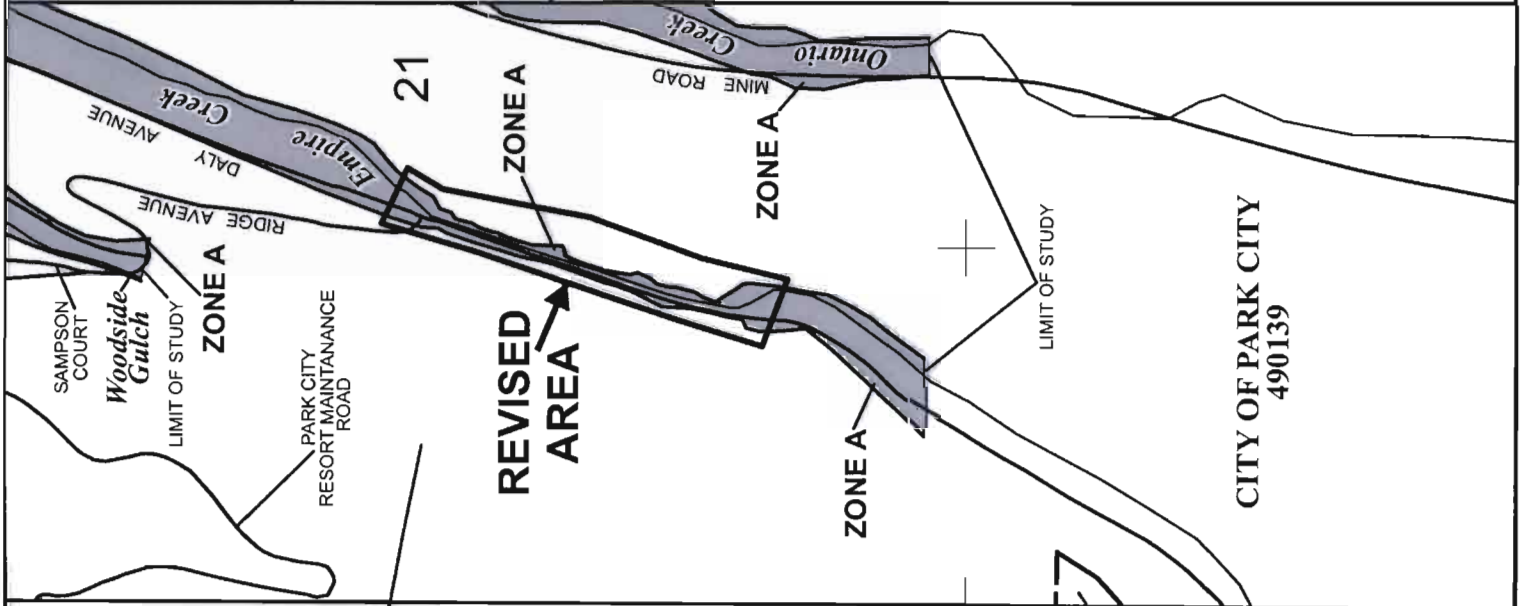 21
Ontario
Creek
MINE ROAD
ZONE A
ZONE A
Empire
Creek
DALY AVENUE
RIDGE AVENUE
ZONE A
SAMPSON
COURT
Woodside
Gulch
LIMIT OF STUDY
PARK CITY
RESORT MAINTANANCE
ROAD
REVISED
AREA
ZONE A
LIMIT OF STUDY
CITY OF PARK CITY
490139